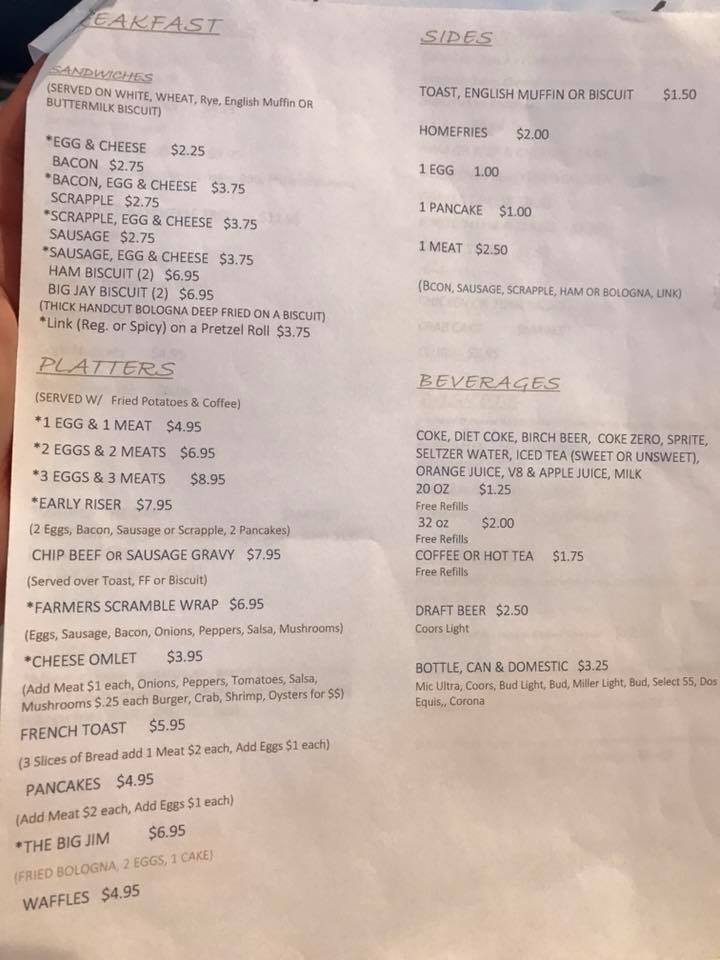 EAKFAST
SANDWICHES
(SERVED ON WHITE, WHEAT, Rye, English Muffin OR
BUTTERMILK BISCUIT)
*EGG & CHEESE $2.25
BACON $2.75
*BACON, EGG & CHEESE $3.75
SCRAPPLE $2.75
*SCRAPPLE, EGG & CHEESE $3.75
SAUSAGE $2.75
*SAUSAGE, EGG & CHEESE $3.75
HAM BISCUIT (2) $6.95
BIG JAY BISCUIT (2) $6.95
(THICK HANDCUT BOLOGNA DEEP FRIED ON A BISCUIT)
*Link (Reg. or Spicy) on a Pretzel Roll $3.75
PLATTERS
(SERVED W/ Fried Potatoes & Coffee)
*1 EGG & 1 MEAT $4.95
*2 EGGS & 2 MEATS $6.95
*3 EGGS & 3 MEATS $8.95
*EARLY RISER $7.95
(2 Eggs, Bacon, Sausage or Scrapple, 2 Pancakes)
CHIP BEEF OR SAUSAGE GRAVY $7.95
(Served over Toast, FF or Biscuit)
*FARMERS SCRAMBLE WRAP $6.95
(Eggs, Sausage, Bacon, Onions, Peppers, Salsa, Mushrooms)
*CHEESE OMLET $3.95
(Add Meat $1 each, Onions, Peppers, Tomatoes, Salsa,
Mushrooms $.25 each Burger, Crab, Shrimp, Oysters for $$)
FRENCH TOAST $5.95
(3 Slices of Bread add 1 Meat $2 each, Add Eggs $1 each)
PANCAKES $4.95
(Add Meat $2 each, Add Eggs $1 each)
*THE BIG JIM $6.95
(FRIED BOLOGNA, 2 EGGS, 1 CAKE)
WAFFLES $4.95
SIDES
TOAST, ENGLISH MUFFIN OR BISCUIT $1.50
HOMEFRIES $2.00
1 EGG 1.00
1 PANCAKE $1.00
1 MEAT $2.50
(BCON, SAUSAGE, SCRAPPLE, HAM OR BOLOGNA, LINK)
BEVERAGES
COKE, DIET COKE, BIRCH BEER, COKE ZERO, SPRITE,
SELTZER WATER, ICED TEA (SWEET OR UNSWEET),
ORANGE JUICE, V8 & APPLE JUICE, MILK
20 OZ $1.25
Free Refills
32 oz $2.00
Free Refills
COFFEE OR HOT TEA $1.75
Free Refills
DRAFT BEER $2.50
Coors Light
BOTTLE, CAN & DOMESTIC $3.25
Mic Ultra, Coors, Bud Light, Bud, Miller Light, Bud, Select 55, Dos
Equis,, Corona